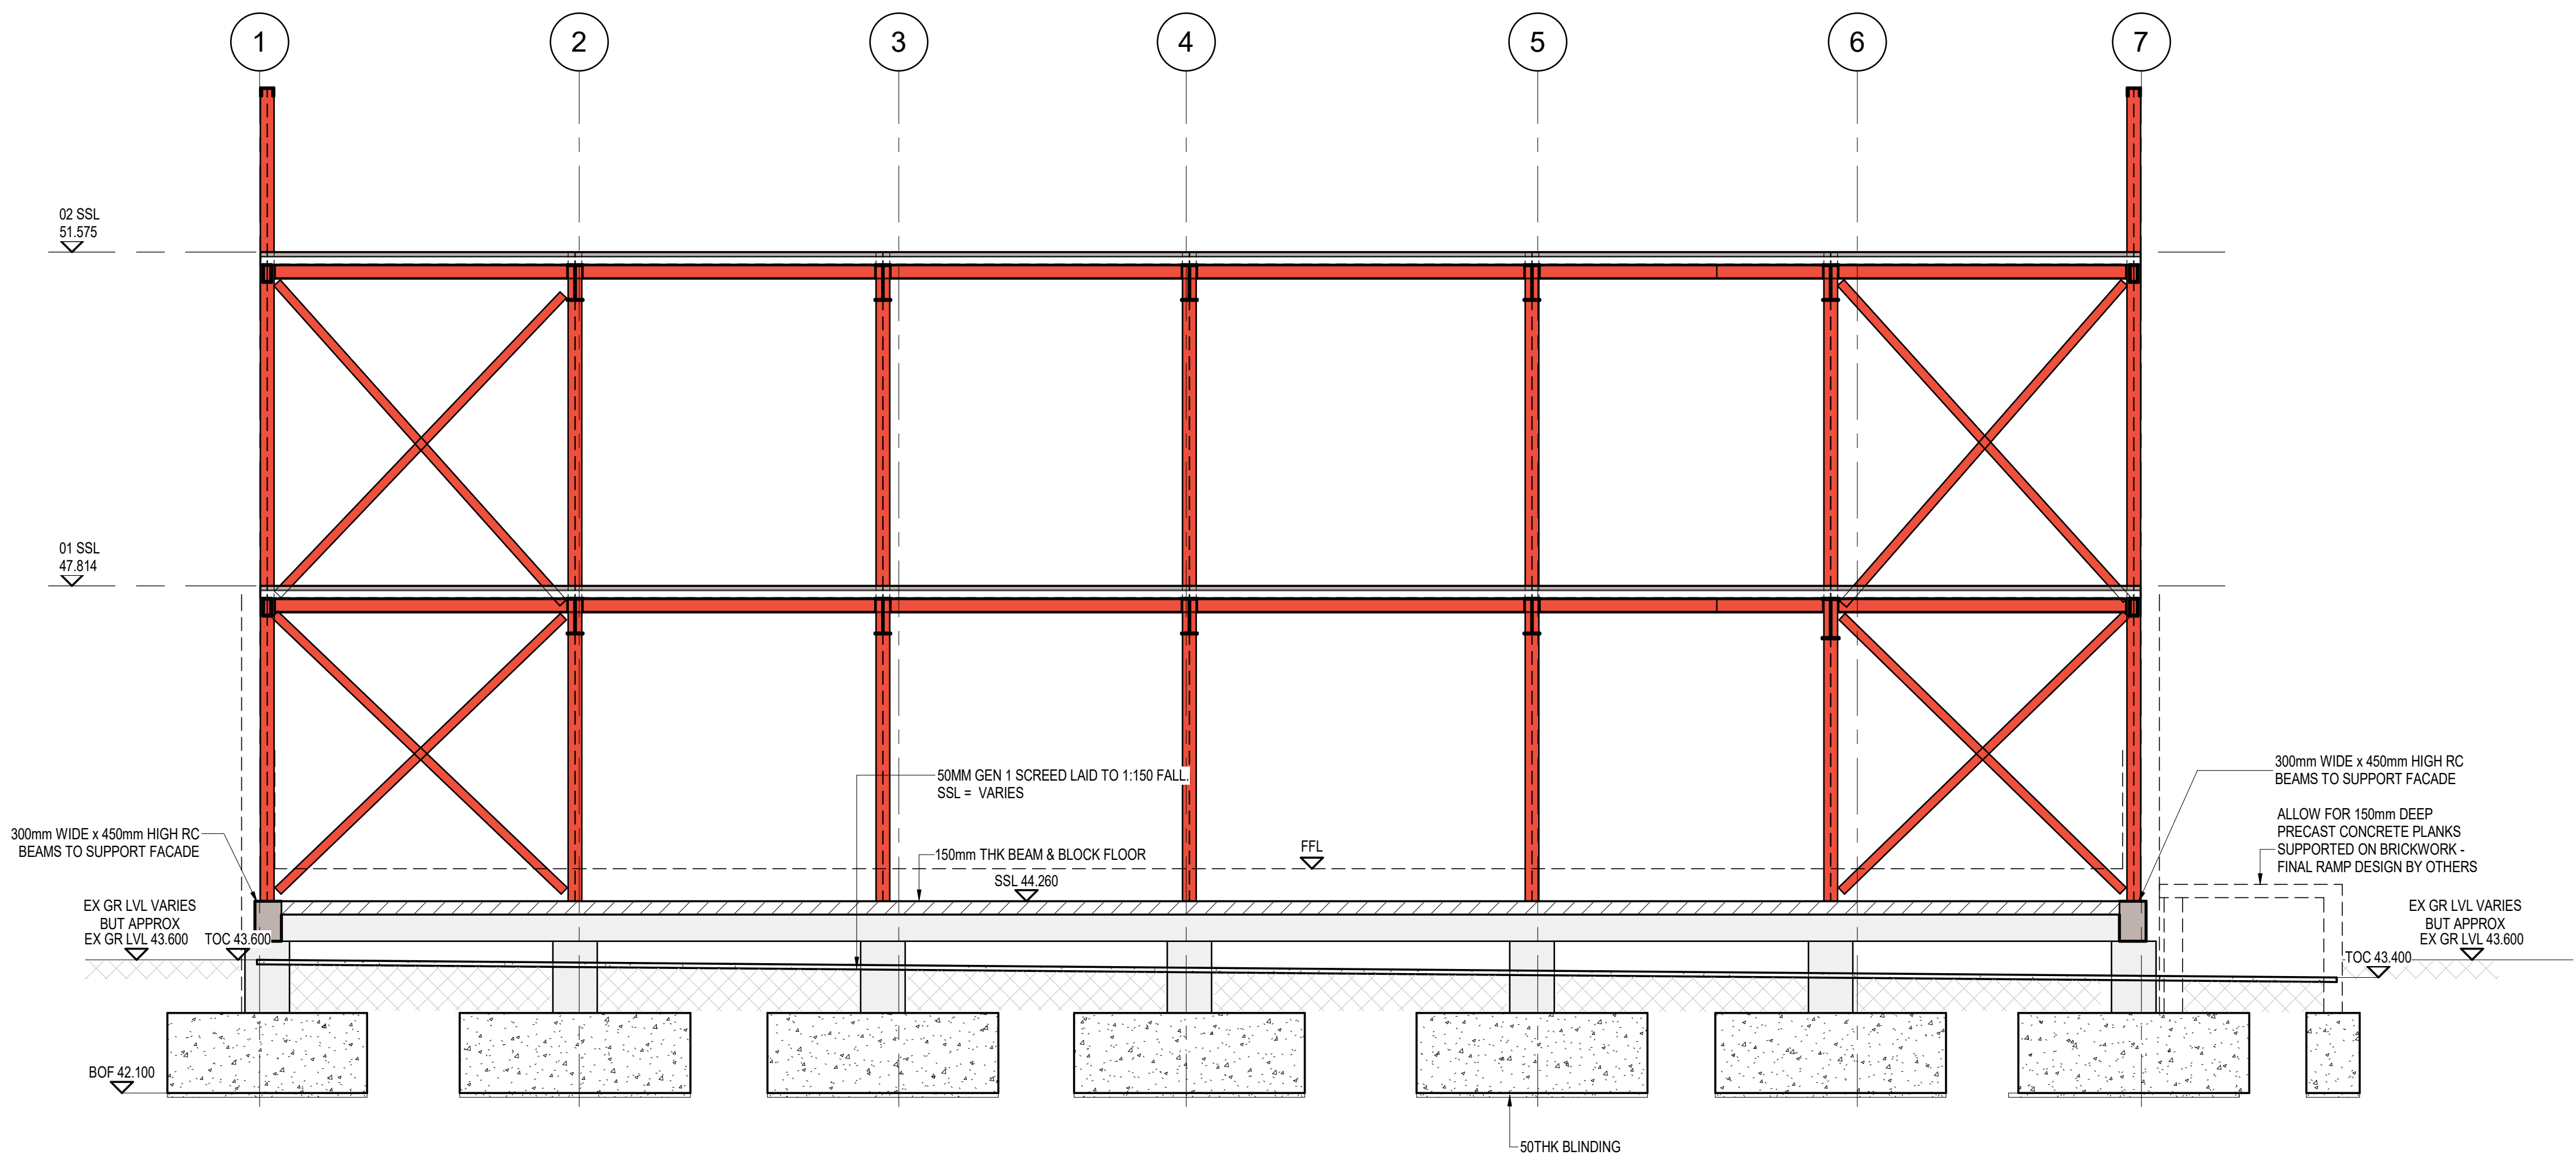 1
2
3
4
5
6
7
02 SSL
51.575
01 SSL
47.814
50MM GEN 1 SCREED LAID TO 1:150 FALL.
SSL = VARIES
300mm WIDE x 450mm HIGH RC
BEAMS TO SUPPORT FACADE
300mm WIDE x 450mm HIGH RC
BEAMS TO SUPPORT FACADE
ALLOW FOR 150mm DEEP
PRECAST CONCRETE PLANKS
SUPPORTED ON BRICKWORK -
FINAL RAMP DESIGN BY OTHERS
150mm THK BEAM & BLOCK FLOOR
FFL
SSL 44.260
EX GR LVL VARIES
BUT APPROX
EX GR LVL 43.600
TOC 43.600
EX GR LVL VARIES
BUT APPROX
EX GR LVL 43.600
TOC 43.400
BOF 42.100
50THK BLINDING